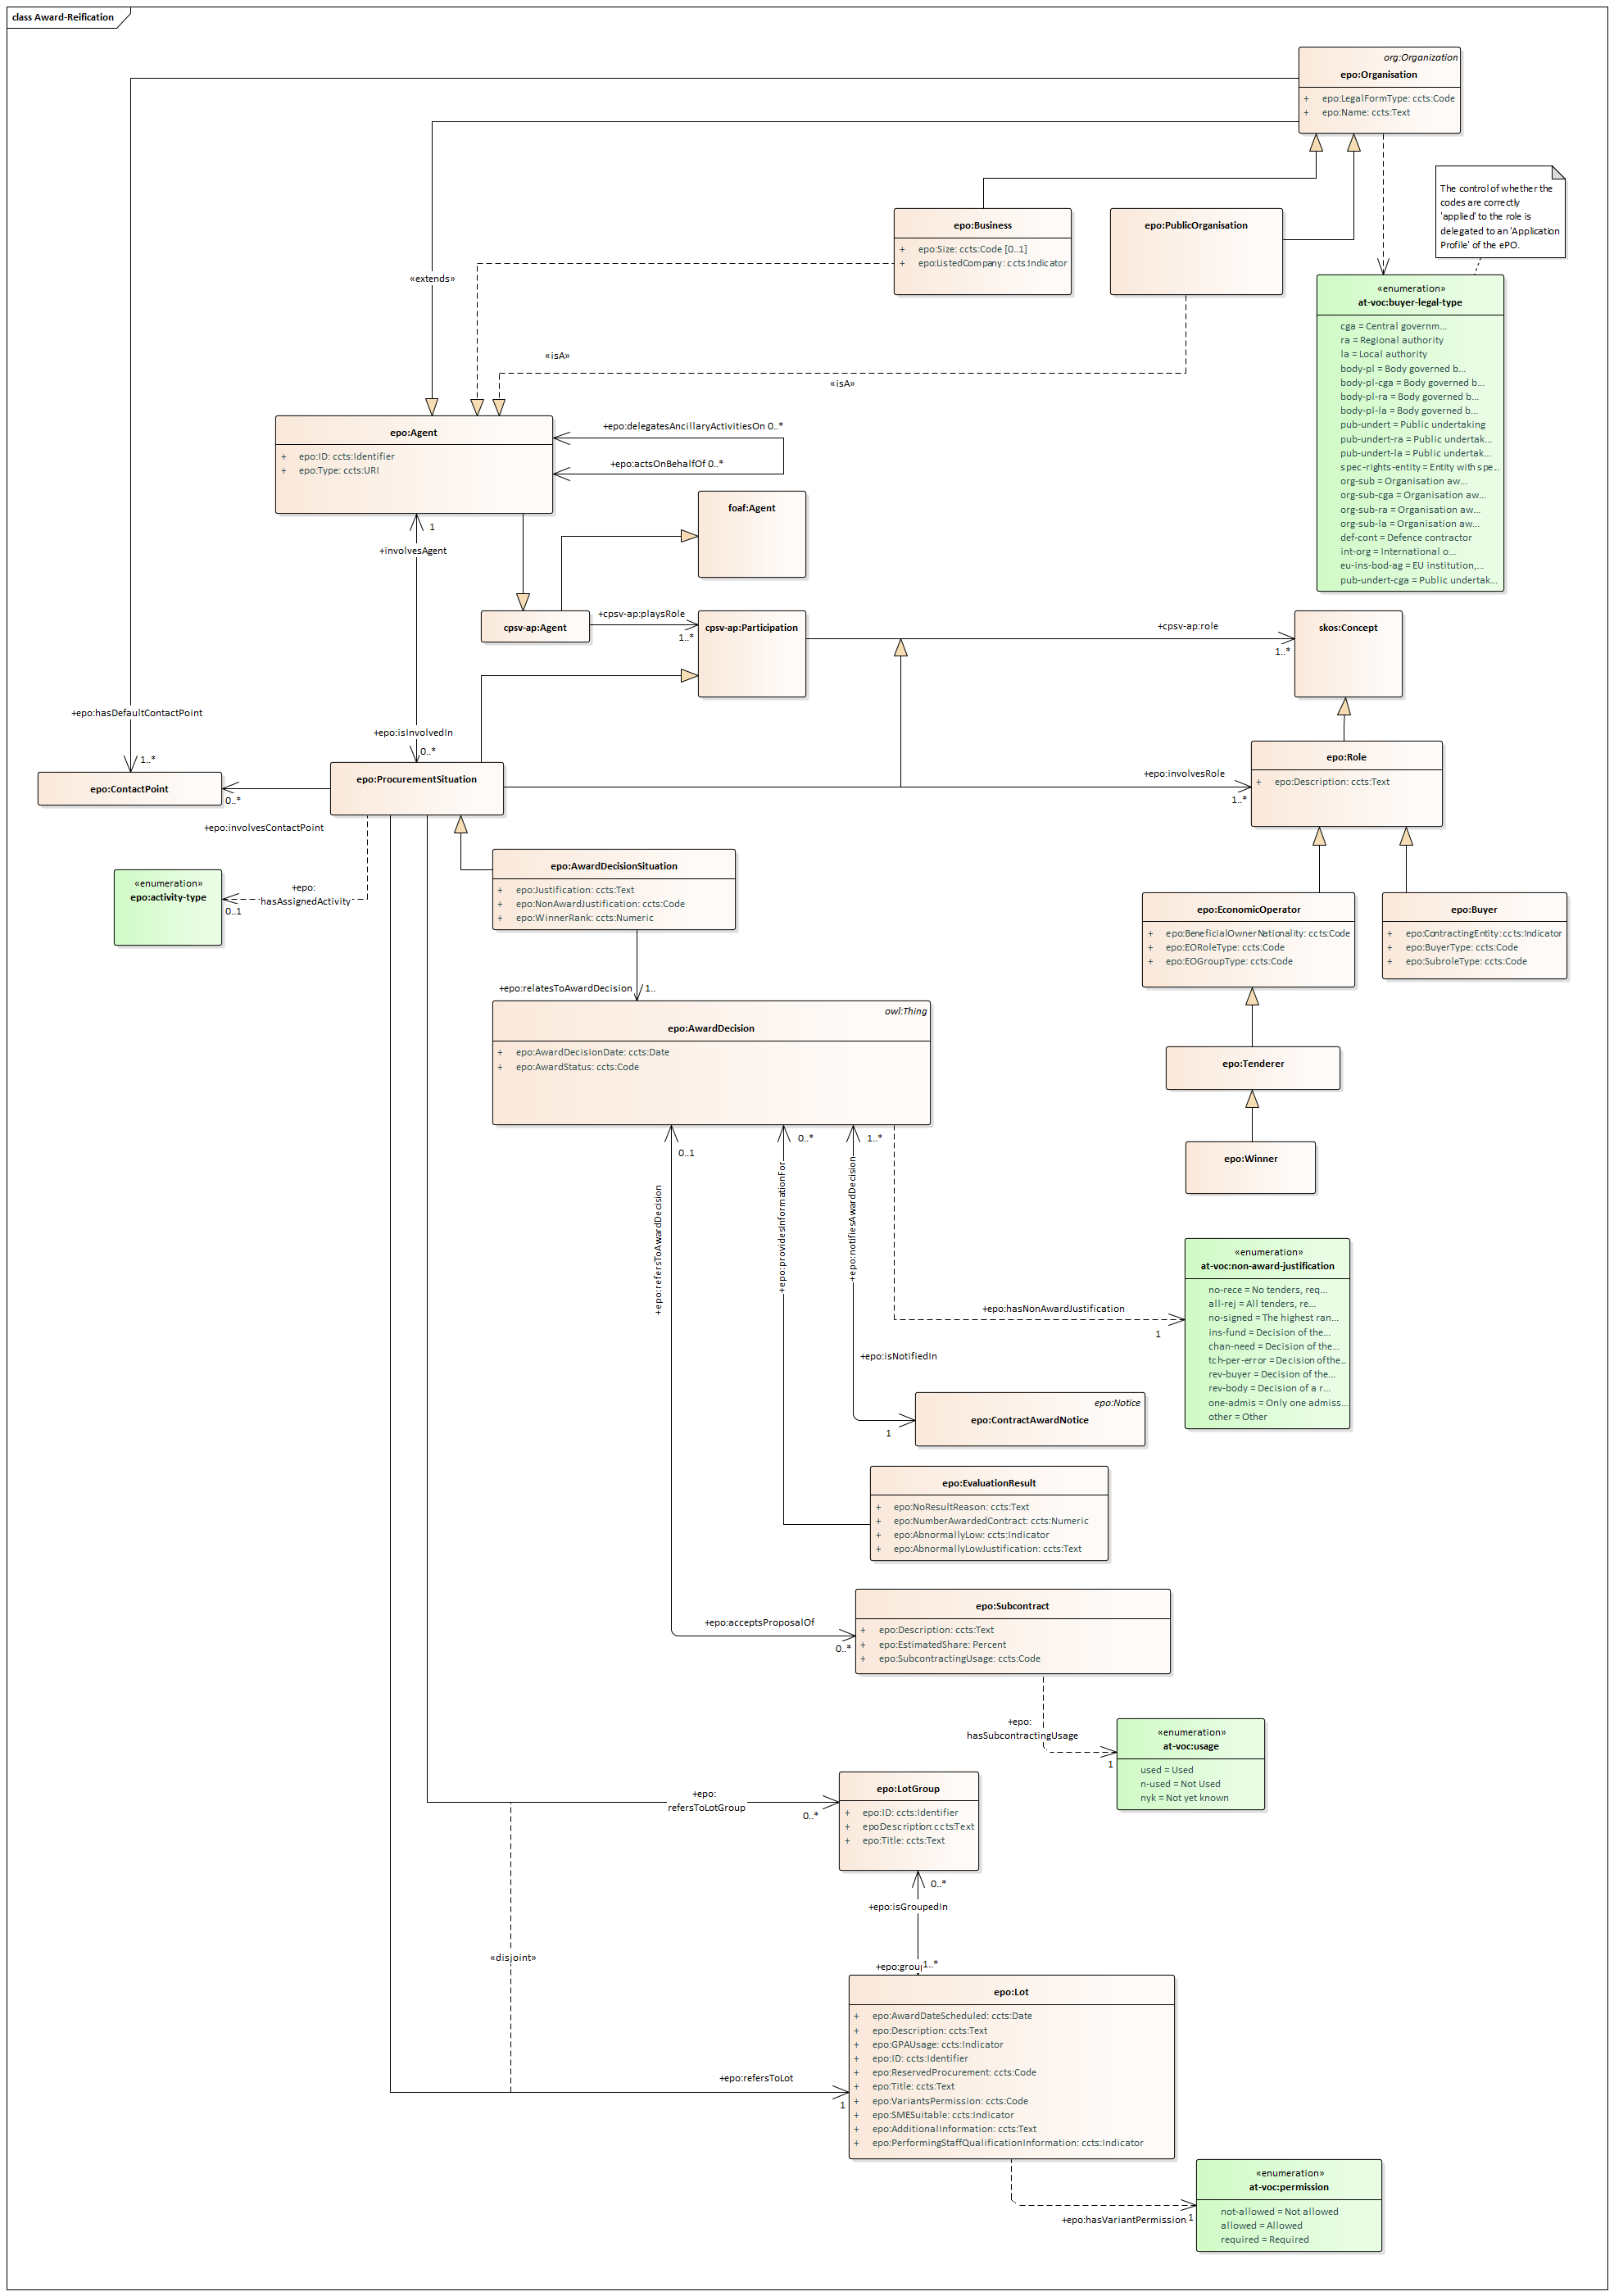 class Award-Reification
org:Organization
epo:Organisation
+ epo:LegalFormType: ccts:Code
+ epo:Name: ccts:Text
The control of whether the
codes are correctly
'applied' to the role is
delegated to an 'Application
Profile' of the ePO.
epo:Business
+ epo:Size: ccts:Code [0..1]
+ epo:ListedCompany: ccts:Indicator
epo:PublicOrganisation
«extends»
«isA»
«isA»
«enumeration»
at-voc:buyer-legal-type
cga = Central governm...
ra = Regional authority
la = Local authority
body-pl = Body governed b...
body-pl-cga = Body governed b...
body-pl-ra = Body governed b...
body-pl-la = Body governed b...
pub-undert = Public undertaking
pub-undert-ra = Public undertak...
pub-undert-la = Public undertak...
spec-rights-entity = Entity with spe...
org-sub = Organisation aw...
org-sub-cga = Organisation aw...
org-sub-ra = Organisation aw...
org-sub-la = Organisation aw...
def-cont = Defence contractor
int-org = International o...
eu-ins-bod-ag = EU institution,...
pub-undert-cga = Public undertak...
epo:Agent
+ epo:ID: ccts:Identifier
+ epo:Type: ccts:URI
+epo:delegatesAncillaryActivitiesOn 0..*
+epo:actsOnBehalfOf 0..*
foaf:Agent
1
+involvesAgent
cpsv-ap:Agent
+cpsv-ap:playsRole
1..*
cpsv-ap:Participation
+cpsv-ap:role
1..*
skos:Concept
+epo:hasDefaultContactPoint
1..*
+epo:isInvolvedIn
0..*
epo:ContactPoint
0..*
+epo:involvesContactPoint
epo:ProcurementSituation
+epo:involvesRole
1..*
epo:Role
+ epo:Description: ccts:Text
«enumeration»
epo:activity-type
+epo:
hasAssignedActivity
0..1
epo:AwardDecisionSituation
+ epo:Justification: ccts:Text
+ epo:NonAwardJustification: ccts:Code
+ epo:WinnerRank: ccts:Numeric
epo:EconomicOperator
+ epo:BeneficialOwnerNationality: ccts:Code
+ epo:EORoleType: ccts:Code
+ epo:EOGroupType: ccts:Code
epo:Buyer
+ epo:ContractingEntity: ccts:Indicator
+ epo:BuyerType: ccts:Code
+ epo:SubroleType: ccts:Code
+epo:relatesToAwardDecision
1..
owl:Thing
epo:AwardDecision
+ epo:AwardDecisionDate: ccts:Date
+ epo:AwardStatus: ccts:Code
epo:Tenderer
epo:Winner
0..1
+epo:refersToAwardDecision
0..*
+epo:providesInformationFor
1..*
+epo:notifiesAwardDecision
+epo:hasNonAwardJustification
1
«enumeration»
at-voc:non-award-justification
no-rece = No tenders, req...
all-rej = All tenders, re...
no-signed = The highest ran...
ins-fund = Decision of the...
chan-need = Decision of the...
tch-per-error = Decision of the...
rev-buyer = Decision of the...
rev-body = Decision of a r...
one-admis = Only one admiss...
other = Other
+epo:isNotifiedIn
1
epo:Notice
epo:ContractAwardNotice
epo:EvaluationResult
+ epo:NoResultReason: ccts:Text
+ epo:NumberAwardedContract: ccts:Numeric
+ epo:AbnormallyLow: ccts:Indicator
+ epo:AbnormallyLowJustification: ccts:Text
+epo:acceptsProposalOf
0..*
epo:Subcontract
+ epo:Description: ccts:Text
+ epo:EstimatedShare: Percent
+ epo:SubcontractingUsage: ccts:Code
+epo:
hasSubcontractingUsage
1
«enumeration»
at-voc:usage
used = Used
n-used = Not Used
nyk = Not yet known
+epo:
refersToLotGroup
0..*
epo:LotGroup
+ epo:ID: ccts:Identifier
+ epo:Description: ccts:Text
+ epo:Title: ccts:Text
0..*
+epo:isGroupedIn
«disjoint»
+epo:group
1..*
epo:Lot
+ epo:AwardDateScheduled: ccts:Date
+ epo:Description: ccts:Text
+ epo:GPAUsage: ccts:Indicator
+ epo:ID: ccts:Identifier
+ epo:ReservedProcurement: ccts:Code
+ epo:Title: ccts:Text
+ epo:VariantsPermission: ccts:Code
+ epo:SMESuitable: ccts:Indicator
+ epo:AdditionalInformation: ccts:Text
+ epo:PerformingStaffQualificationInformation: ccts:Indicator
+epo:refersToLot
1
+epo:hasVariantPermission
1
«enumeration»
at-voc:permission
not-allowed = Not allowed
allowed = Allowed
required = Required